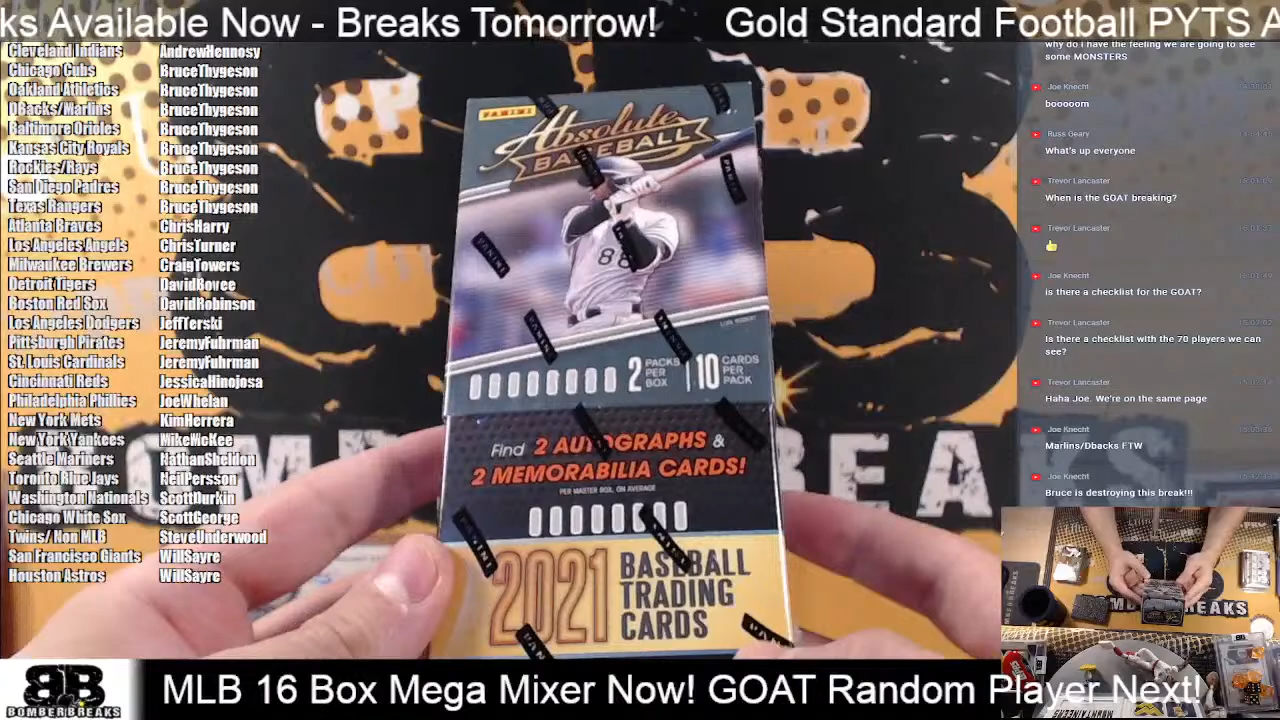 ks Available Now - Breaks Tomorrow! Gold Standard Football PYTS A
Cleveland Indians AndrewHennosy
Chicago Cubs BruceThygeson
Oakland Athletics BruceThygeson
DBacks/Marlins BruceThygeson
Baltimore Orioles BruceThygeson
Kansas City Royals BruceThygeson
Rockies/Rays BruceThygeson
San Diego Padres BruceThygeson
Texas Rangers BruceThygeson
Atlanta Braves ChrisHarry
Los Angeles Angels ChrisTurner
Milwaukee Brewers CraigTowers
Detroit Tigers DavidBovee
Boston Red Sox DavidRobinson
Los Angeles Dodgers JeffTerski
Pittsburgh Pirates JeremyFuhrman
St. Louis Cardinals JeremyFuhrman
Cincinnati Reds JessicaHinojosa
Philadelphia Phillies JoeWhelan
New York Mets KimHerrera
New York Yankees MikeMcKee
Seattle Mariners NathanSheldon
Toronto Blue Jays NeilPersson
Washington Nationals ScottDurkin
Chicago White Sox ScottGeorge
Twins/ Non MLB SteveUnderwood
San Francisco Giants WillSayre
Houston Astros WillSayre
PANINI
Absolute
BASEBALL
88
2 PACKS PER BOX | 10 CARDS PER PACK
Find 2 AUTOGRAPHS &
2 MEMORABILIA CARDS!
PER MASTER BOX, ON AVERAGE
2021 BASEBALL
TRADING
CARDS
why do i have the feeling we are going to see
some MONSTERS
Joe Knecht
booooom
Russ Geary
What's up everyone
Trevor Lancaster
When is the GOAT breaking?
Trevor Lancaster
Joe Knecht
is there a checklist for the GOAT?
Trevor Lancaster
Is there a checklist with the 70 players we can
see?
Trevor Lancaster
Haha Joe. We're on the same page
Joe Knecht
Marlins/Dbacks FTW
Joe Knecht
Bruce is destroying this break!!!
BB
BOMBERBREAKS
MLB 16 Box Mega Mixer Now! GOAT Random Player Next!